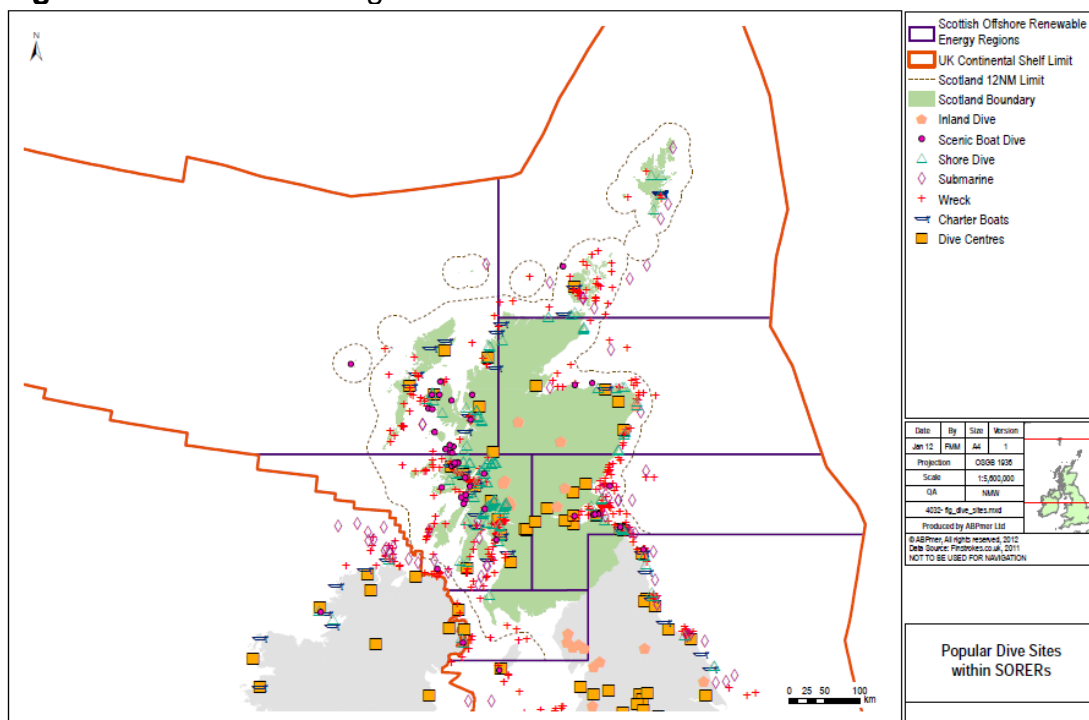 N
Scottish Offshore Renewable
Energy Regions
UK Continental Shelf Limit
Scotland 12NM Limit
Scotland Boundary
Inland Dive
Scenic Boat Dive
Shore Dive
Submarine
Wreck
Charter Boats
Dive Centres
Date By Size Version
Jan 12 FMM A4 1
Projection OSGB 1936
Scale 1:5,600,000
QA NMW
4032- fig_dive_sites.mxd
Produced by ABPmer Ltd
© ABPmer, All rights reserved, 2012
Data Source: Finstrokes.co.uk, 2011
NOT TO BE USED FOR NAVIGATION
Popular Dive Sites
within SORERs
0 25 50 100
km